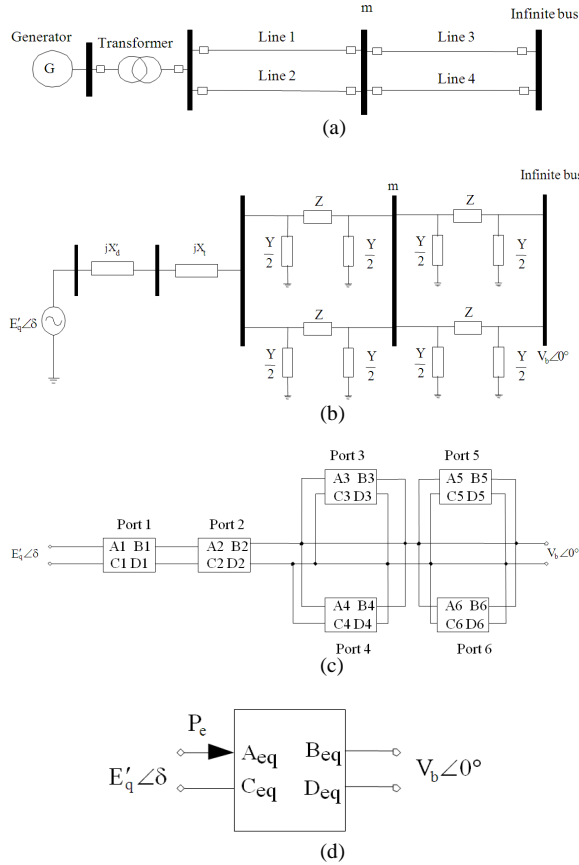 m
Infinite bus
Generator
Transformer
Line 1
Line 3
G
Line 2
Line 4
(a)
Infinite bus
m
Z
Z
jX'd
jXt
Y/2
Y/2
Y/2
Y/2
E'q∠δ
Z
Z
Y/2
Y/2
Y/2
Y/2
Vb∠0°
(b)
Port 3
Port 5
A3 B3
C3 D3
A5 B5
C5 D5
Port 1
Port 2
E'q∠δ
A1 B1
C1 D1
A2 B2
C2 D2
Vb∠0°
A4 B4
C4 D4
A6 B6
C6 D6
Port 4
Port 6
(c)
Pe
Aeq
Beq
E'q∠δ
Vb∠0°
Ceq
Deq
(d)